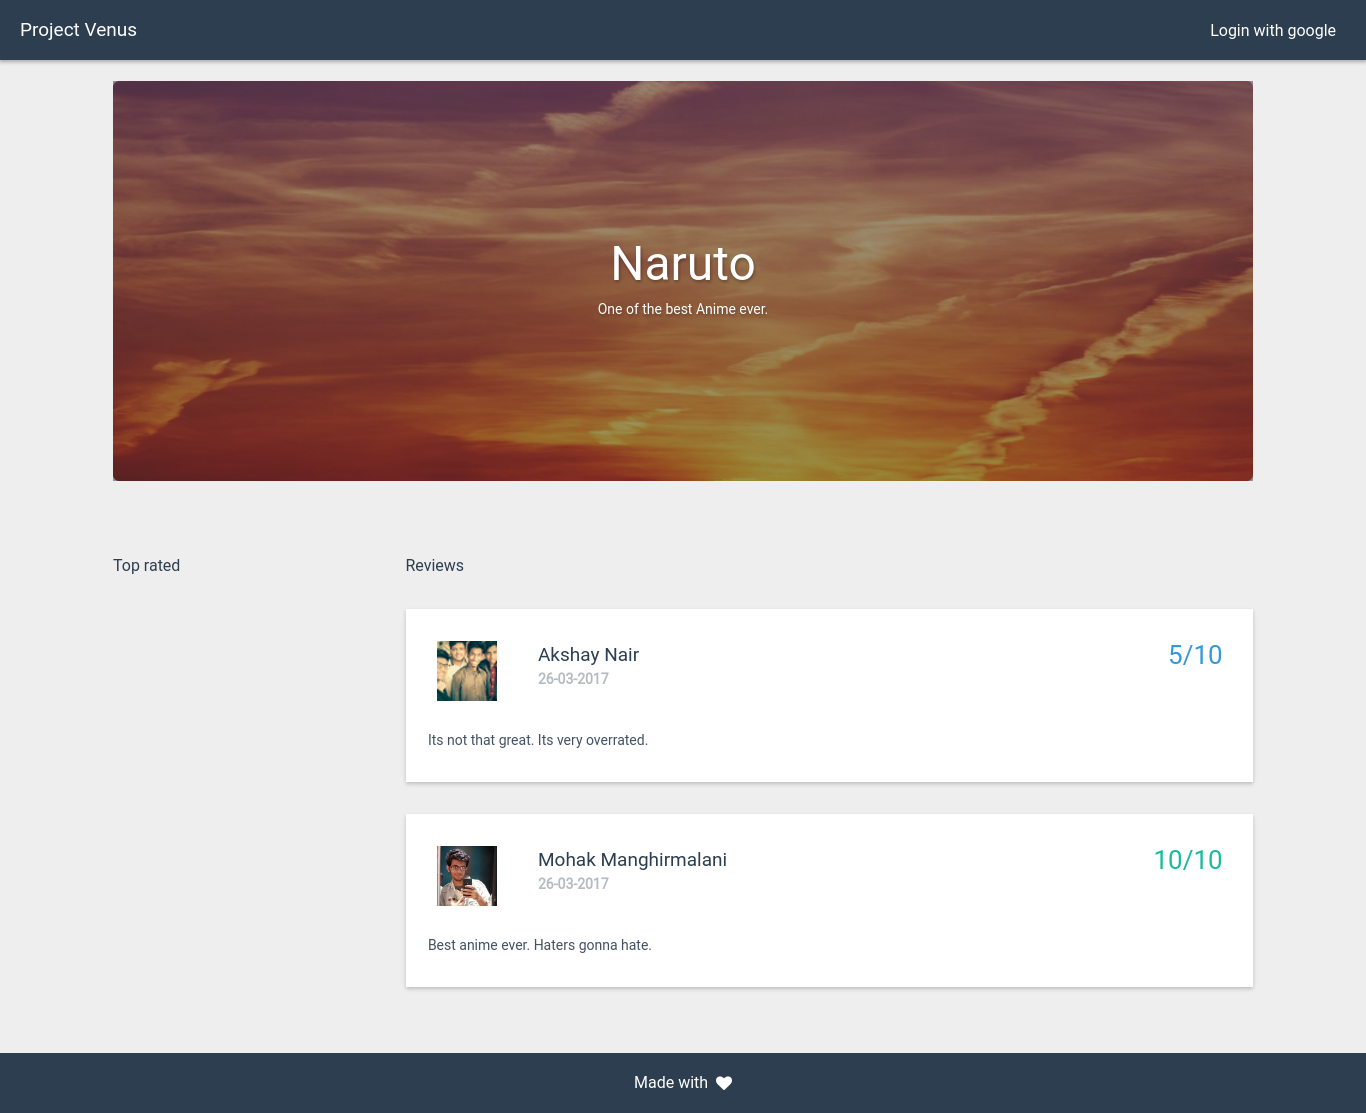 Project Venus
Login with google
Naruto
One of the best Anime ever.
Top rated
Reviews
Akshay Nair
5/10
26-03-2017
Its not that great. Its very overrated.
Mohak Manghirmalani
10/10
26-03-2017
Best anime ever. Haters gonna hate.
Made with